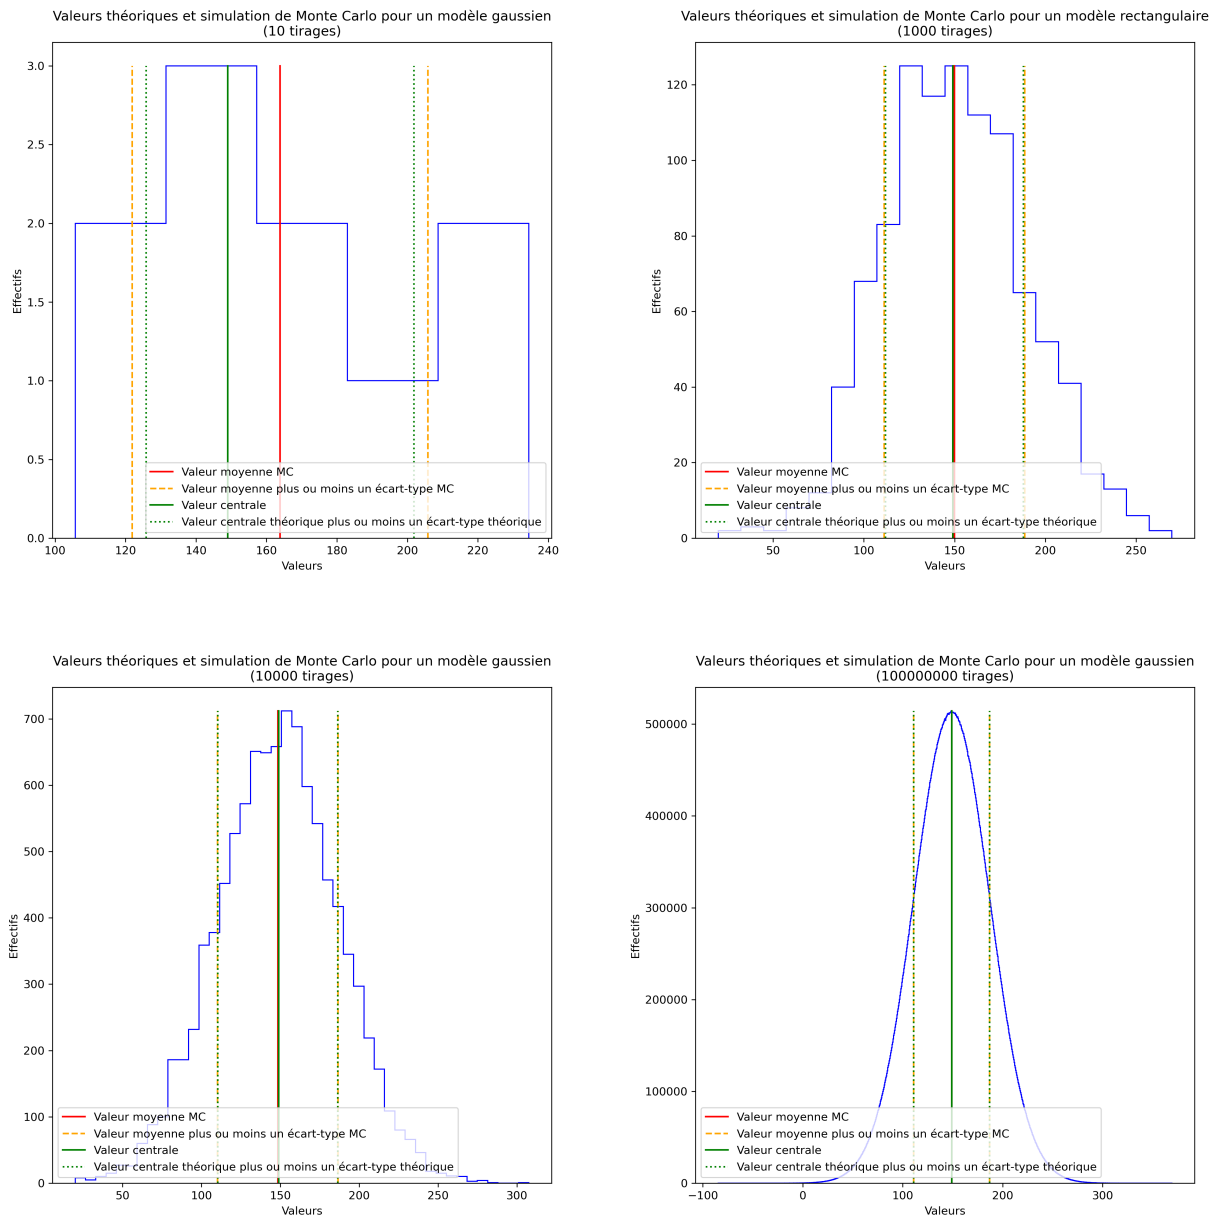 Valeurs théoriques et simulation de Monte Carlo pour un modèle gaussien
(10 tirages)
3.0
2.5
2.0
1.5
1.0
0.5
0.0
Effectifs
100 120 140 160 180 200 220 240
Valeurs
Valeur moyenne MC
Valeur moyenne plus ou moins un écart-type MC
Valeur centrale
Valeur centrale théorique plus ou moins un écart-type théorique
Valeurs théoriques et simulation de Monte Carlo pour un modèle rectangulaire
(1000 tirages)
120
100
80
60
40
20
0
Effectifs
50 100 150 200 250
Valeurs
Valeur moyenne MC
Valeur moyenne plus ou moins un écart-type MC
Valeur centrale
Valeur centrale théorique plus ou moins un écart-type théorique
Valeurs théoriques et simulation de Monte Carlo pour un modèle gaussien
(10000 tirages)
700
600
500
400
300
200
100
0
Effectifs
50 100 150 200 250 300
Valeurs
Valeur moyenne MC
Valeur moyenne plus ou moins un écart-type MC
Valeur centrale
Valeur centrale théorique plus ou moins un écart-type théorique
Valeurs théoriques et simulation de Monte Carlo pour un modèle gaussien
(100000000 tirages)
500000
400000
300000
200000
100000
0
Effectifs
−100 0 100 200 300
Valeurs
Valeur moyenne MC
Valeur moyenne plus ou moins un écart-type MC
Valeur centrale
Valeur centrale théorique plus ou moins un écart-type théorique